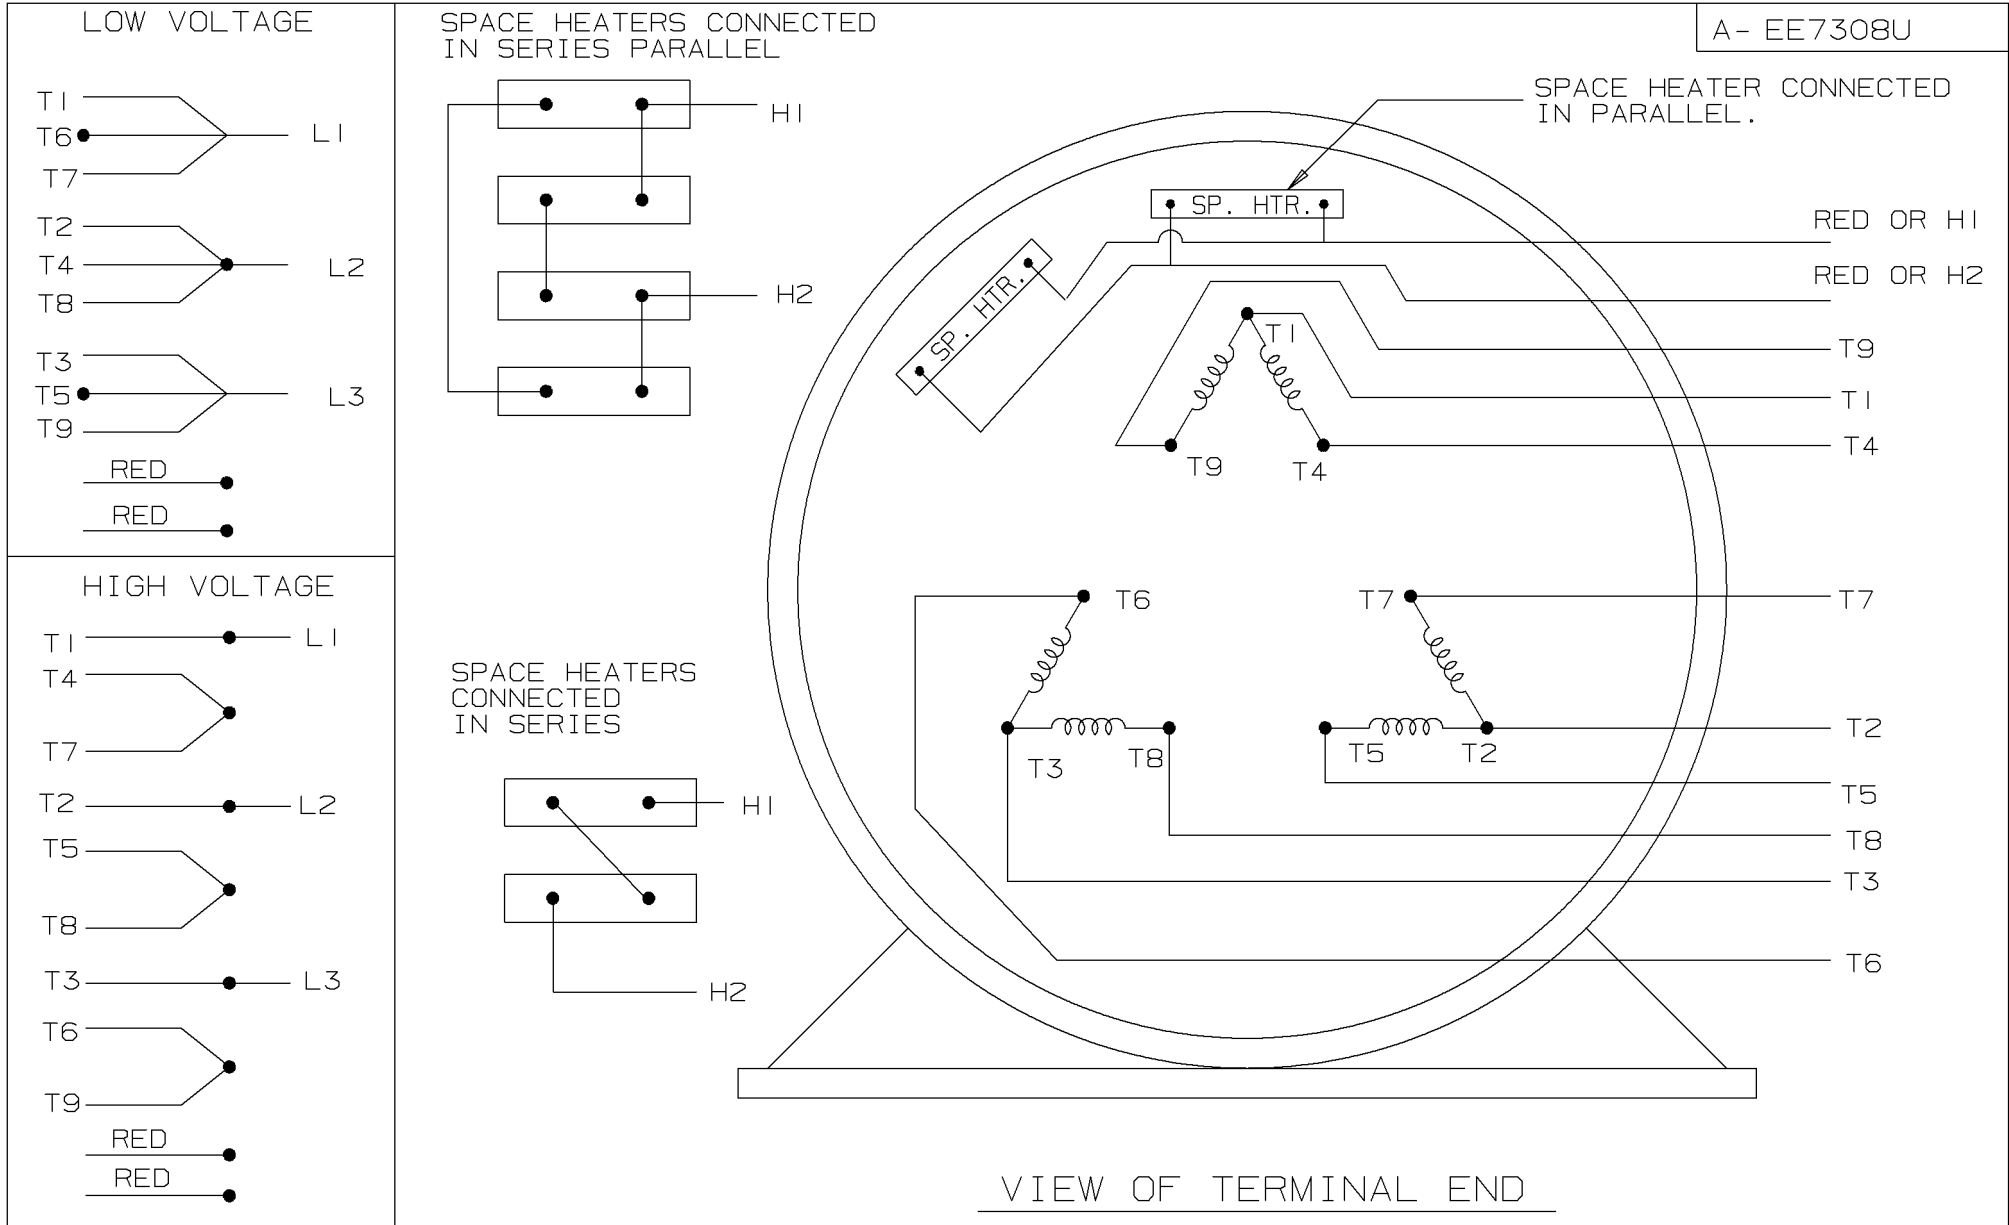 LOW VOLTAGE
T1
T6
L1
T7
T2
T4
L2
T8
T3
T5
L3
T9
RED
RED
HIGH VOLTAGE
T1
L1
T4
T7
T2
L2
T5
T8
T3
L3
T6
T9
RED
RED
SPACE HEATERS CONNECTED
IN SERIES PARALLEL
H1
H2
SPACE HEATERS
CONNECTED
IN SERIES
H1
H2
A- EE7308U
SPACE HEATER CONNECTED
IN PARALLEL.
SP. HTR.
SP. HTR.
RED OR H1
RED OR H2
T1
T9
T4
T9
T1
T4
T6
T3
T8
T7
T5
T2
T7
T2
T5
T8
T3
T6
VIEW OF TERMINAL END